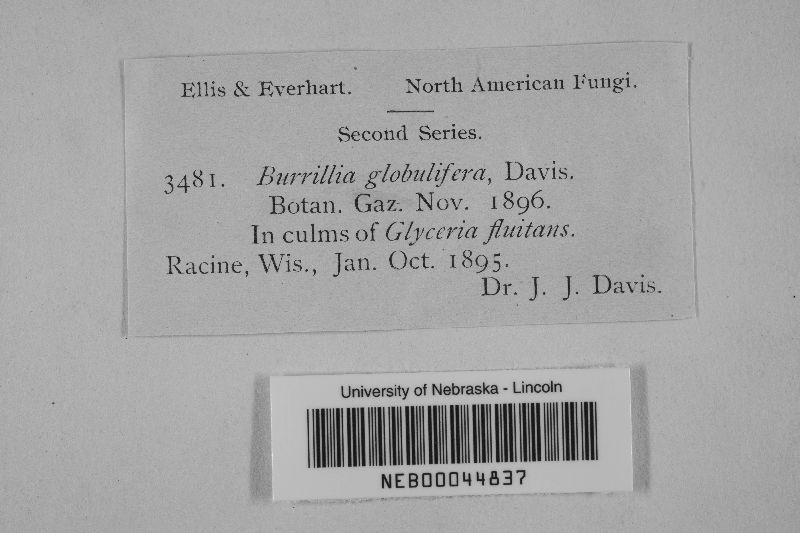 Ellis & Everhart. North American Fungi.
Second Series.
3481. Burrillia globulifera, Davis.
Botan. Gaz. Nov. 1896.
In culms of Glyceria fluitans.
Racine, Wis., Jan. Oct. 1895.
Dr. J. J. Davis.
University of Nebraska - Lincoln
NEB00044837